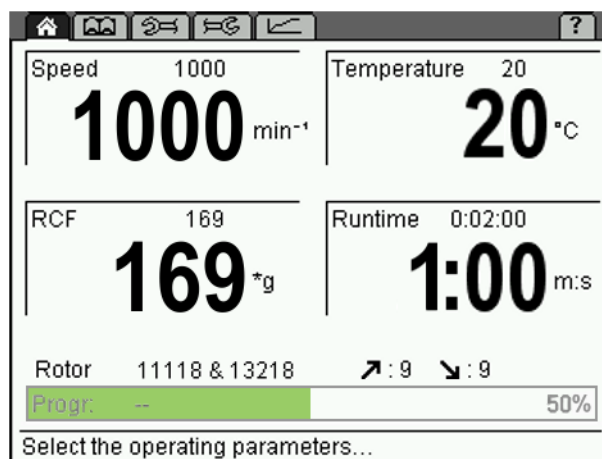 ?
Speed 1000
1000 min⁻¹
Temperature 20
20 °C
RCF 169
169 *g
Runtime 0:02:00
1:00 m:s
Rotor 11118 & 13218 ↗: 9 ↘: 9
Progr: -- 50%
Select the operating parameters...